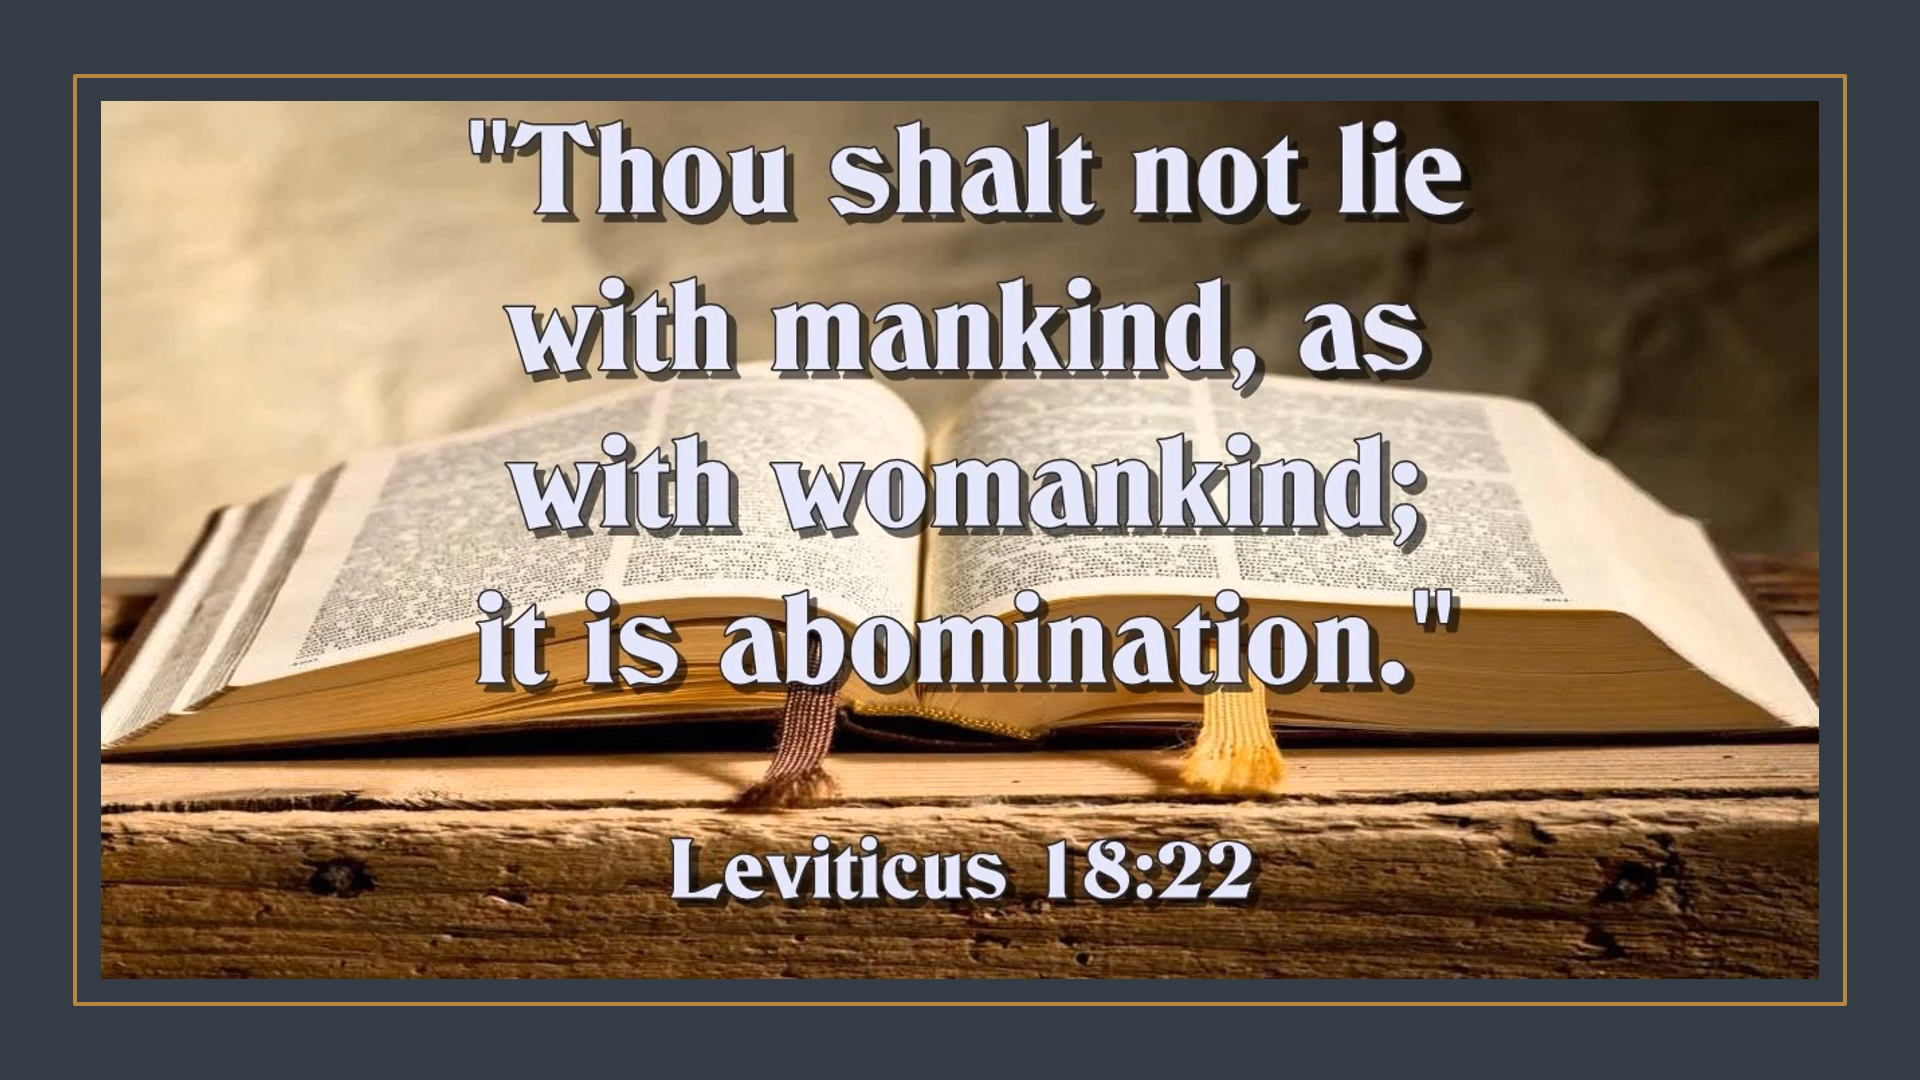 "Thou shalt not lie
with mankind, as
with womankind;
it is abomination."
Leviticus 18:22